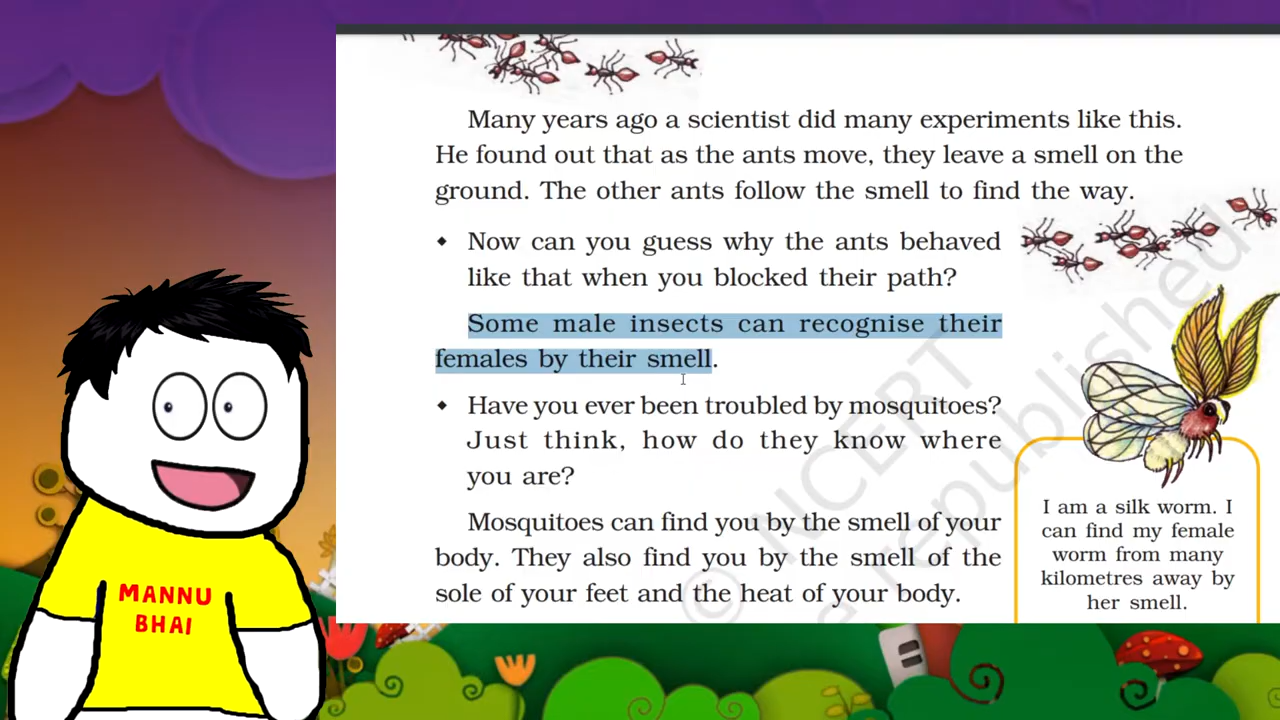 Many years ago a scientist did many experiments like this.
He found out that as the ants move, they leave a smell on the
ground. The other ants follow the smell to find the way.
Now can you guess why the ants behaved
like that when you blocked their path?
Some male insects can recognise their
females by their smell.
Have you ever been troubled by mosquitoes?
Just think, how do they know where
you are?
Mosquitoes can find you by the smell of your
body. They also find you by the smell of the
sole of your feet and the heat of your body.
I am a silk worm. I
can find my female
worm from many
kilometres away by
her smell.
MANNU
BHAI
© NCERT
republished